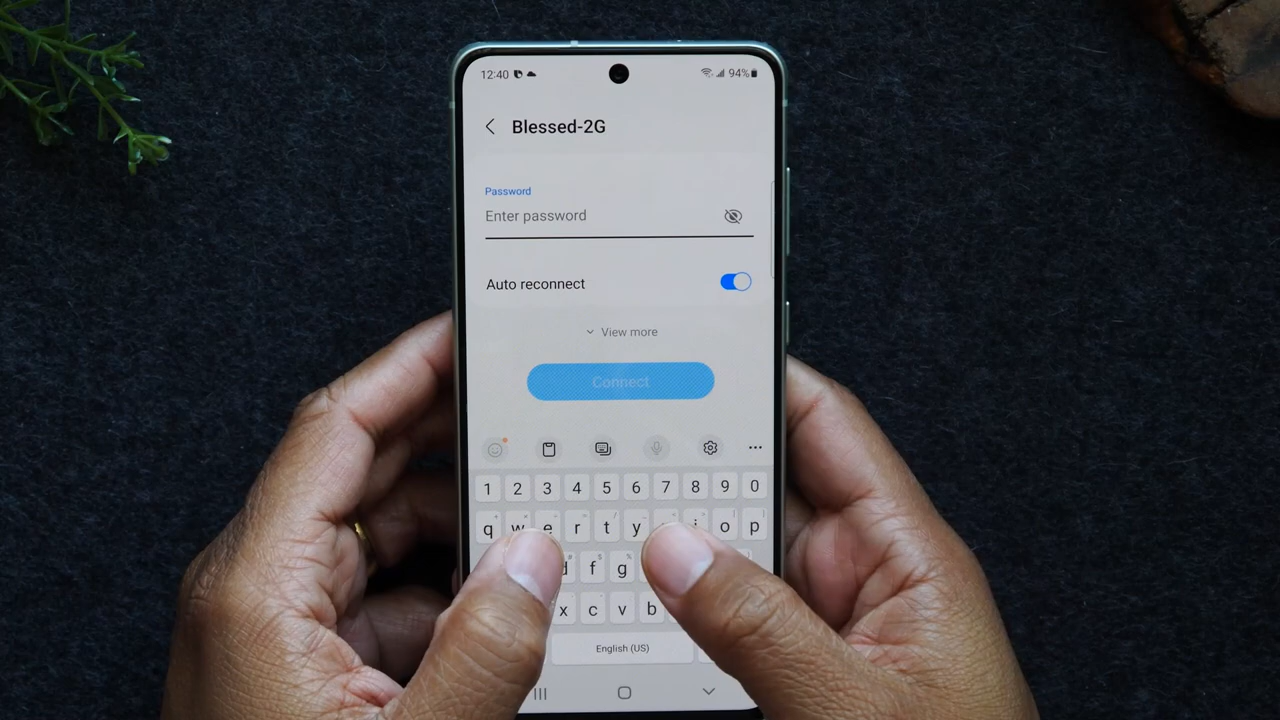 12:40 94%
Blessed-2G
Password
Enter password
Auto reconnect
View more
Connect
1 2 3 4 5 6 7 8 9 0
q w e r t y i o p
d f g
x c v b
English (US)